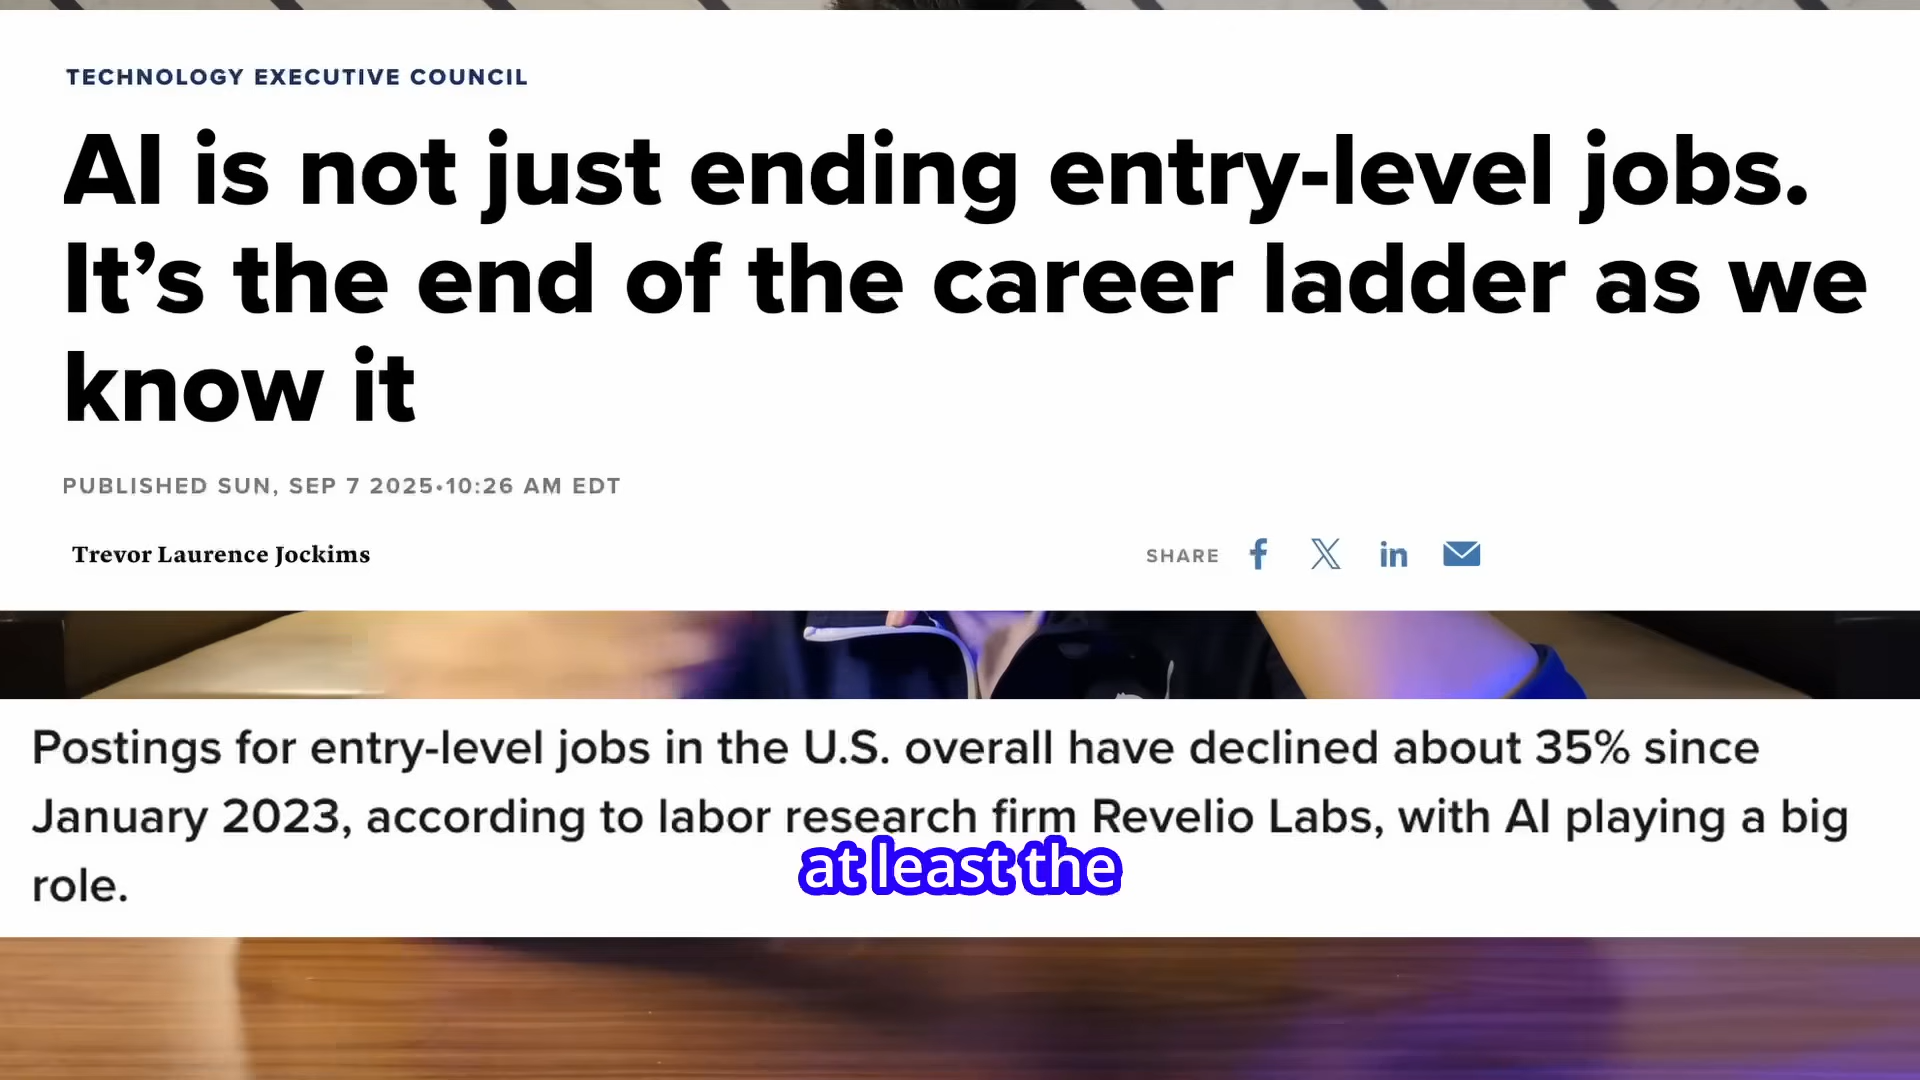 TECHNOLOGY EXECUTIVE COUNCIL
AI is not just ending entry-level jobs.
It’s the end of the career ladder as we
know it
PUBLISHED SUN, SEP 7 2025•10:26 AM EDT
Trevor Laurence Jockims
SHARE
Postings for entry-level jobs in the U.S. overall have declined about 35% since
January 2023, according to labor research firm Revelio Labs, with AI playing a big
role.
at least the